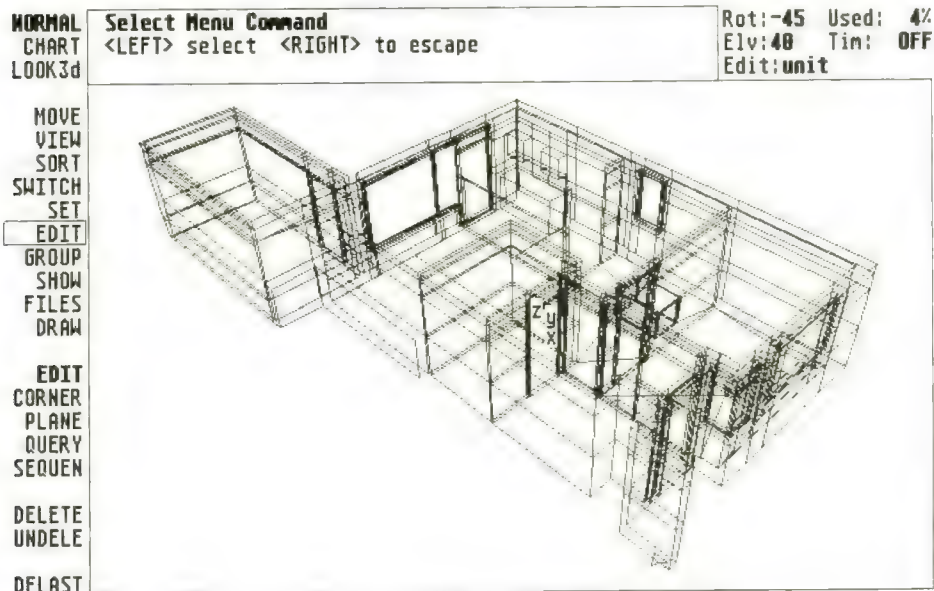 NORMAL
CHART
LOOK3d
Select Menu Command
<LEFT> select <RIGHT> to escape
Rot:-45 Used: 4%
Elv:48 Tim: OFF
Edit:unit
MOVE
VIEW
SORT
SWITCH
SET
EDIT
GROUP
SHOW
FILES
DRAW
EDIT
CORNER
PLANE
QUERY
SEQUEN
DELETE
UNDELE
DELAST
Z
y
x